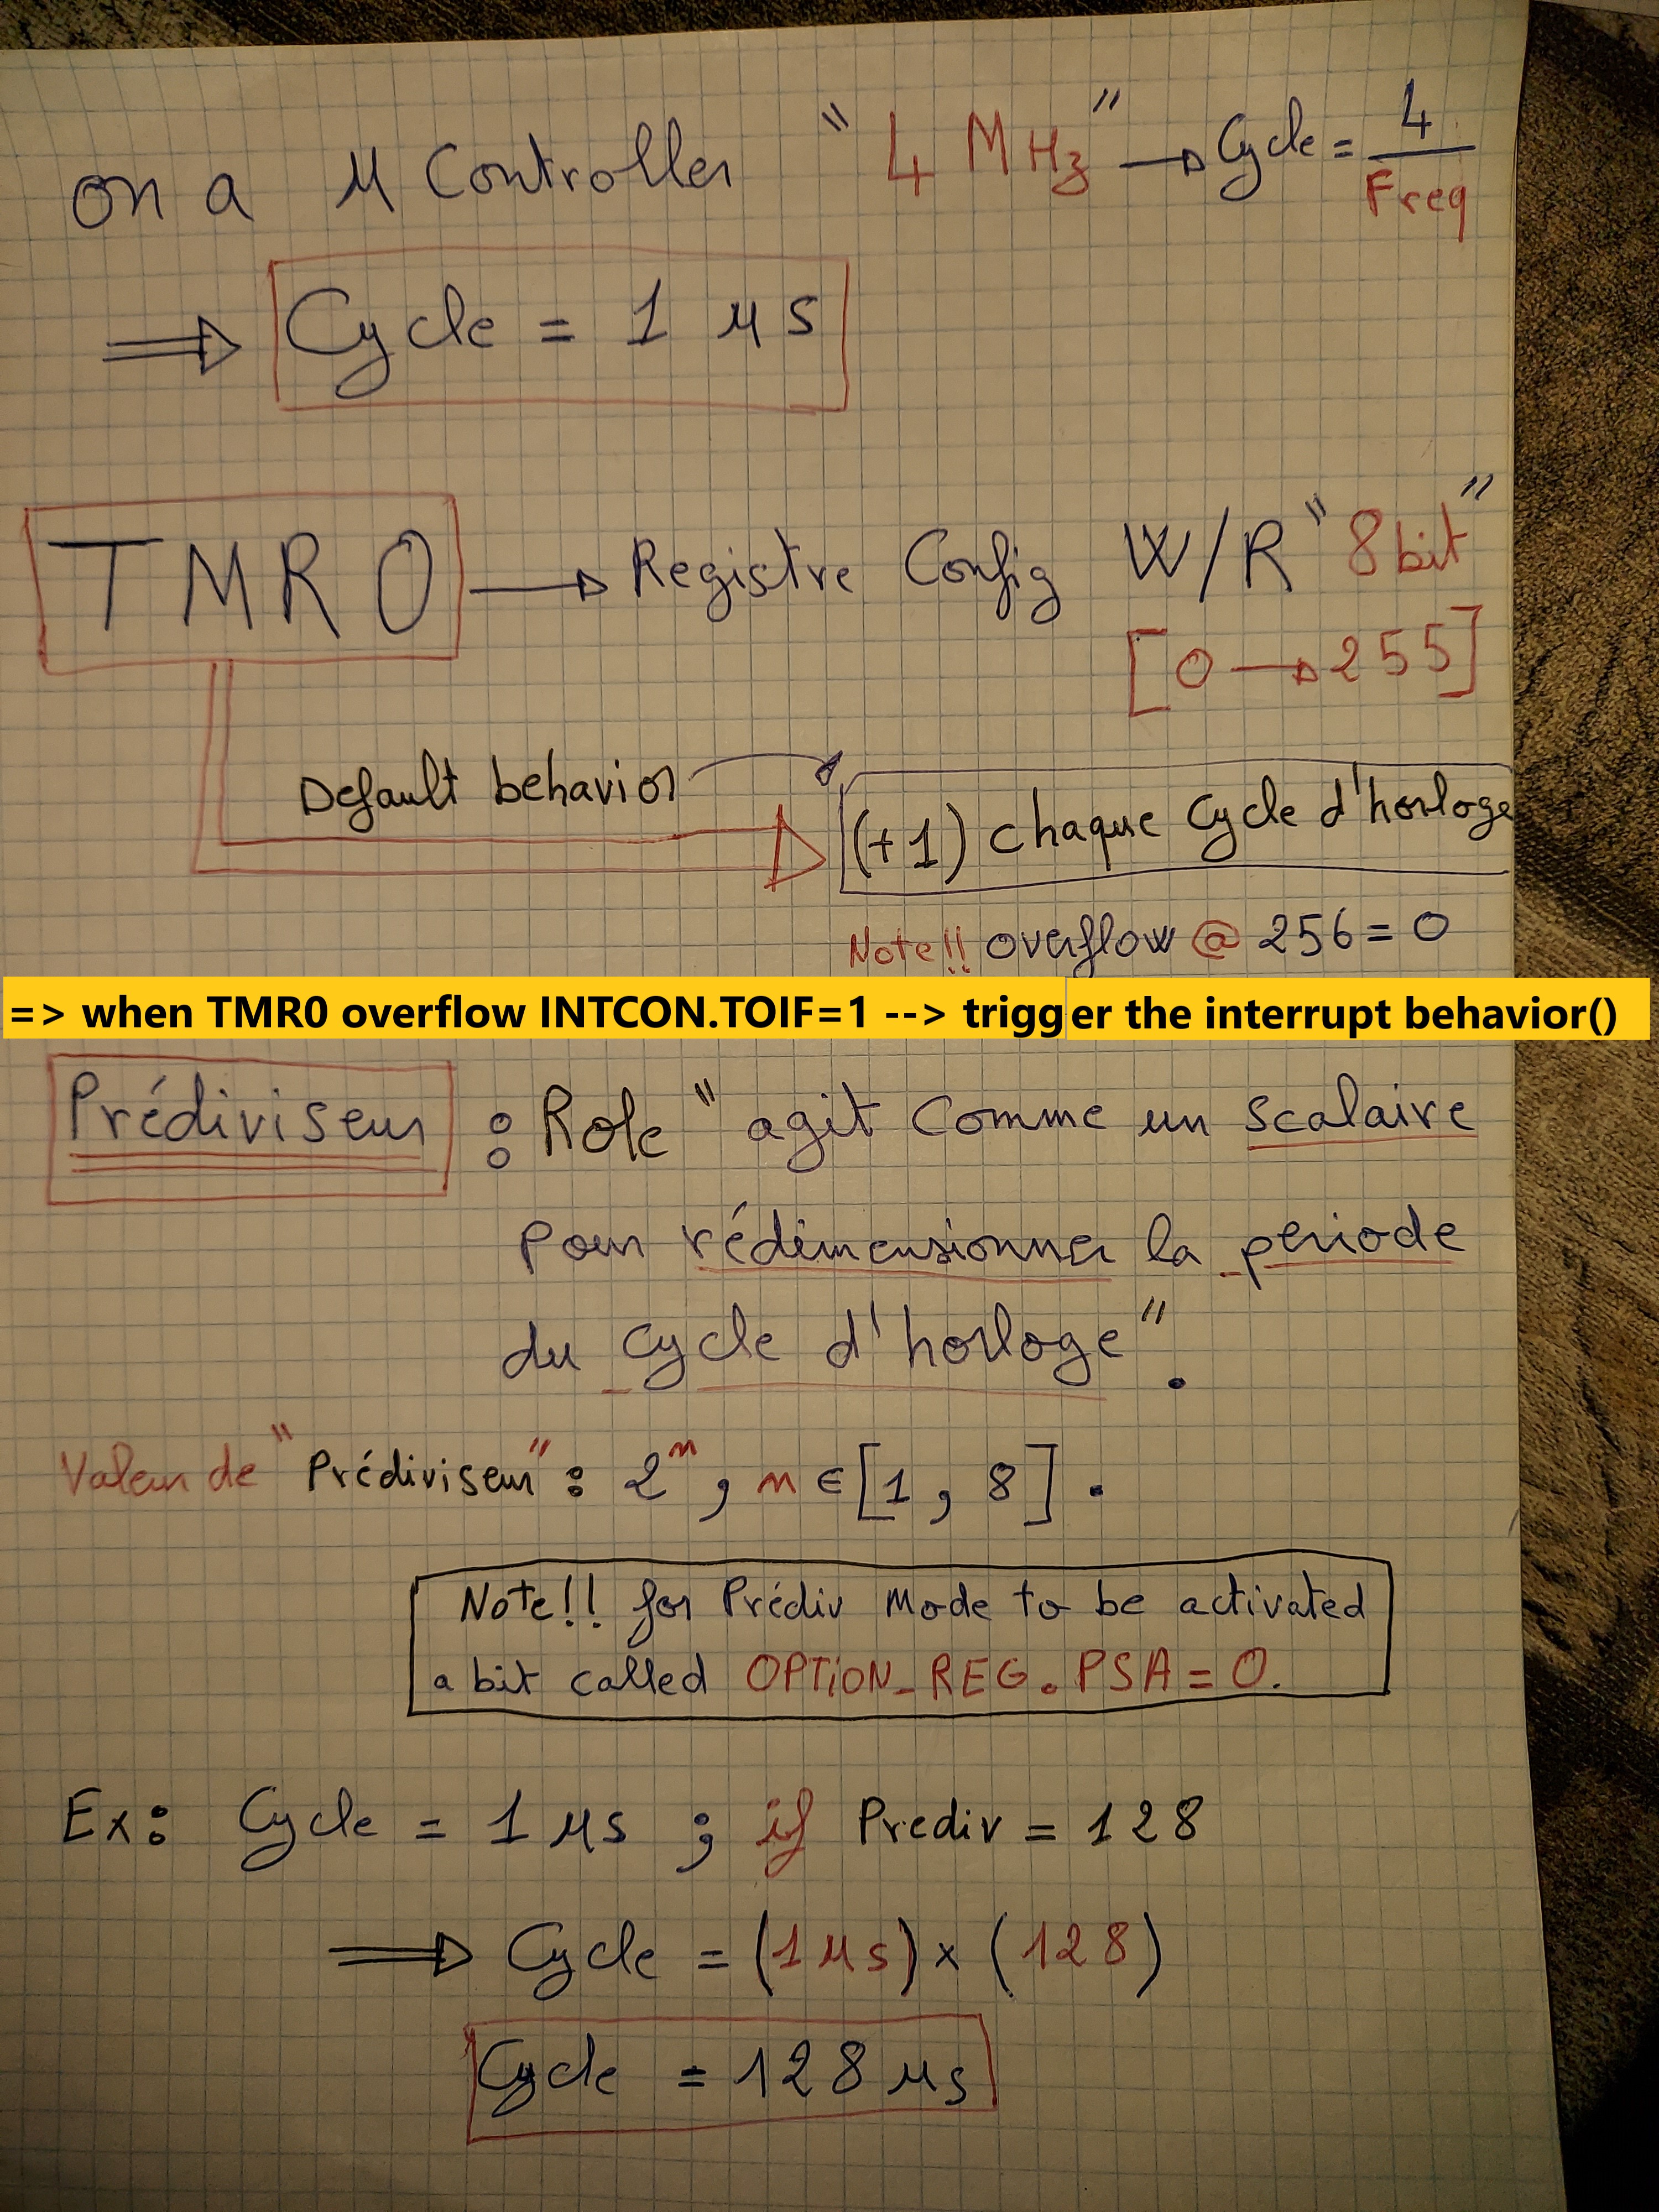 on a μ Controller "4 MHz" → Cycle = 4 / Freq
⇒ Cycle = 1 μs
TMR0 → Registre Config W/R "8bit"
[0 → 255]
Default behavior
(+1) chaque cycle d'horloge
Note!! overflow @ 256 = 0
=> when TMR0 overflow INTCON.TOIF=1 --> trigger the interrupt behavior()
Prédiviseur : Role "agit comme un scalaire
pour rédimensionner la periode
du cycle d'horloge".
Valeur de "Prédiviseur" : 2^n , n ∈ [1 , 8] .
Note!! for Prédiv Mode to be activated
a bit called OPTION_REG.PSA = 0.
Ex: Cycle = 1 μs ; if Prediv = 128
⇒ Cycle = (1 μs) × (128)
Cycle = 128 μs